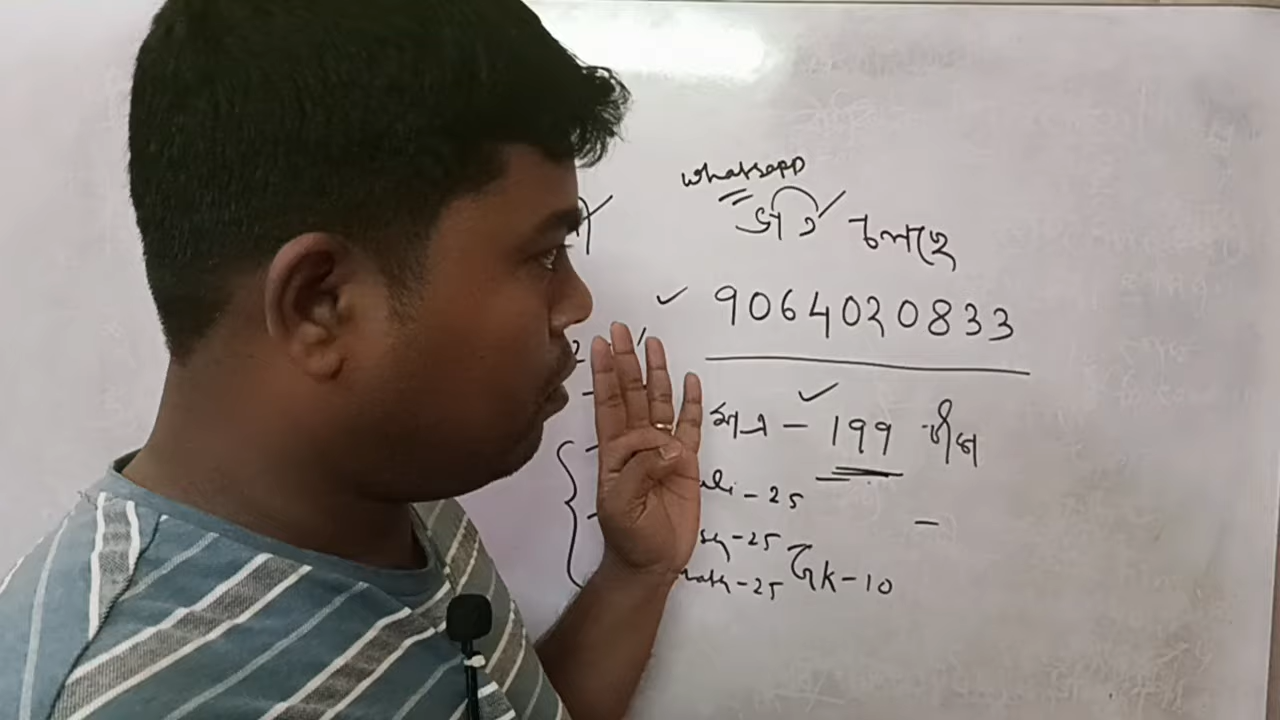 whatsapp
ভর্তি চলছে
9064020833
মাত্র - 199
- 25
- 25 GK-10
math-25